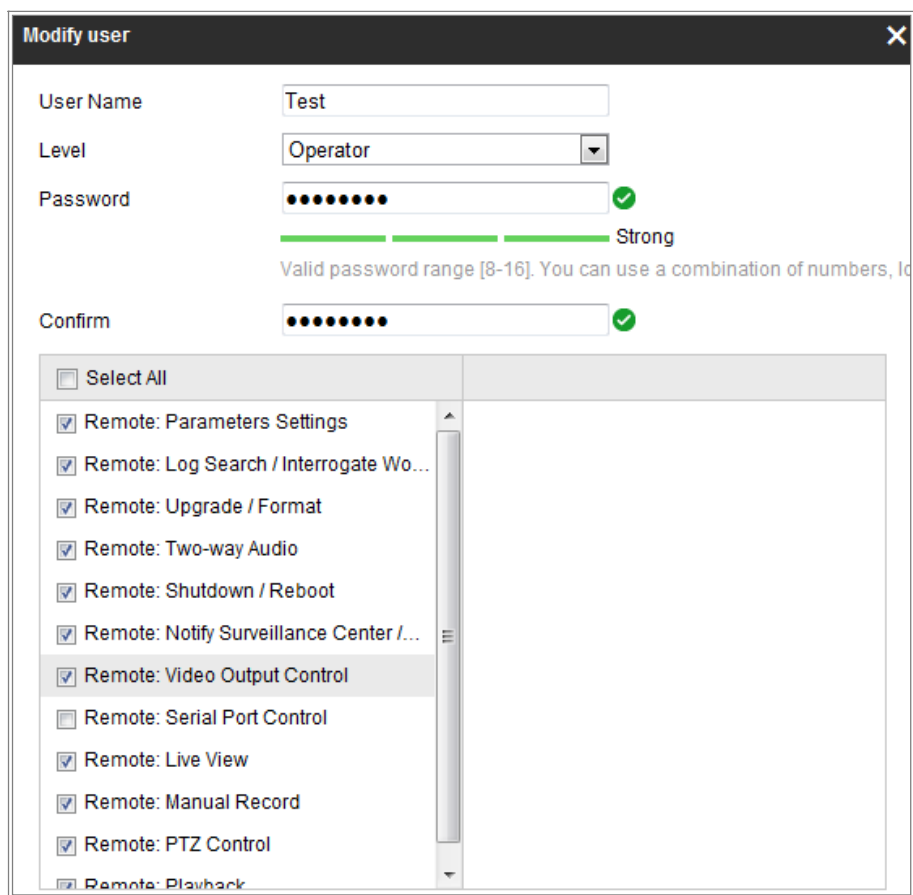 Modify user
User Name Test
Level Operator
Password ●●●●●●●●
Strong
Valid password range [8-16]. You can use a combination of numbers,
Confirm ●●●●●●●●
Select All
Remote: Parameters Settings
Remote: Log Search / Interrogate Wo...
Remote: Upgrade / Format
Remote: Two-way Audio
Remote: Shutdown / Reboot
Remote: Notify Surveillance Center /...
Remote: Video Output Control
Remote: Serial Port Control
Remote: Live View
Remote: Manual Record
Remote: PTZ Control
Remote: Playback